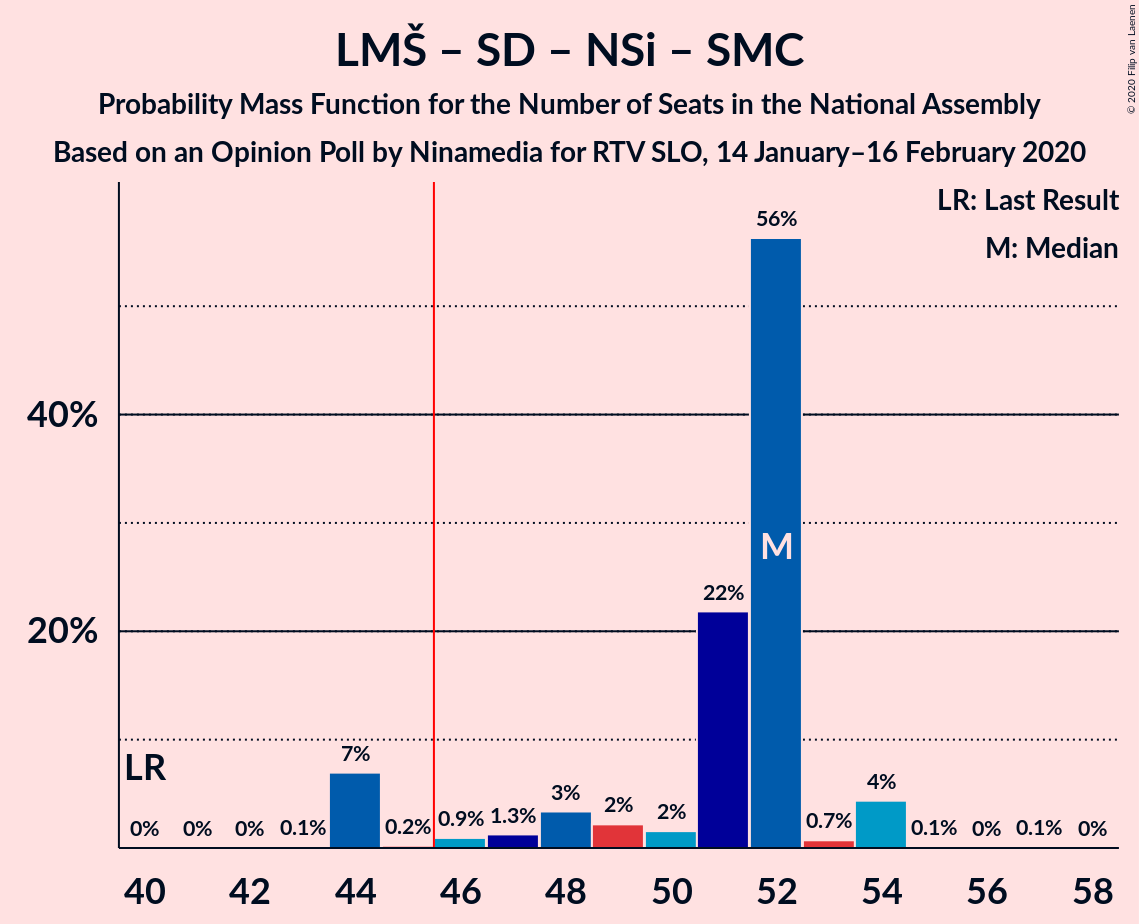 LMŠ – SD – NSi – SMC
Probability Mass Function for the Number of Seats in the National Assembly
Based on an Opinion Poll by Ninamedia for RTV SLO, 14 January–16 February 2020
© 2020 Filip van Laenen
LR: Last Result
M: Median
56%
40%
M
22%
20%
LR
7%
4%
3%
2%
2%
0% 0% 0% 0.1% 0.2% 0.9% 1.3% 0.7% 0.1% 0% 0.1% 0%
40 42 44 46 48 50 52 54 56 58